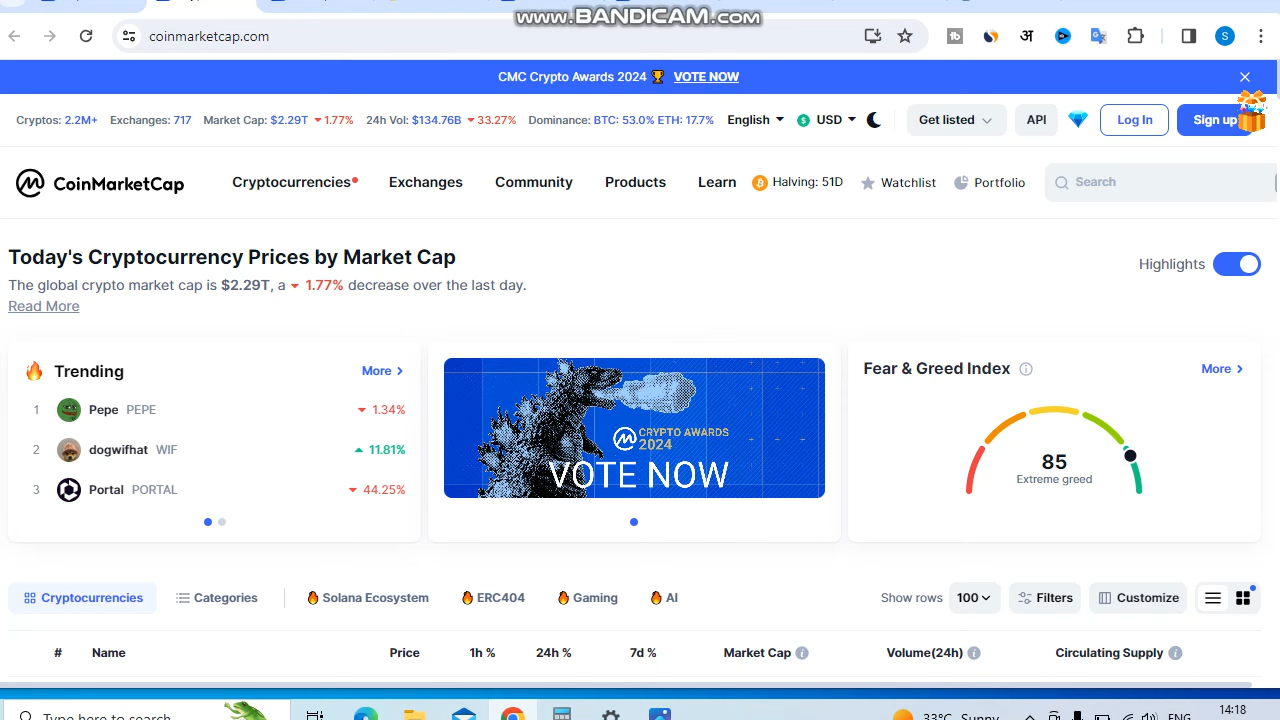 www.BANDICAM.com
coinmarketcap.com
CMC Crypto Awards 2024 🏆 VOTE NOW
Cryptos: 2.2M+ Exchanges: 717 Market Cap: $2.29T 1.77% 24h Vol: $134.76B 33.27% Dominance: BTC: 53.0% ETH: 17.7% English USD Get listed API Log In Sign up
CoinMarketCap Cryptocurrencies Exchanges Community Products Learn Halving: 51D Watchlist Portfolio Search
Today's Cryptocurrency Prices by Market Cap
Highlights
The global crypto market cap is $2.29T, a 1.77% decrease over the last day.
Read More
Trending More
1 Pepe PEPE 1.34%
2 dogwifhat WIF 11.81%
3 Portal PORTAL 44.25%
CRYPTO AWARDS
2024
VOTE NOW
Fear & Greed Index More
85
Extreme greed
Cryptocurrencies Categories Solana Ecosystem ERC404 Gaming AI Show rows 100 Filters Customize
# Name Price 1h % 24h % 7d % Market Cap Volume(24h) Circulating Supply
Type here to search 33°C Sunny ENG 14:18